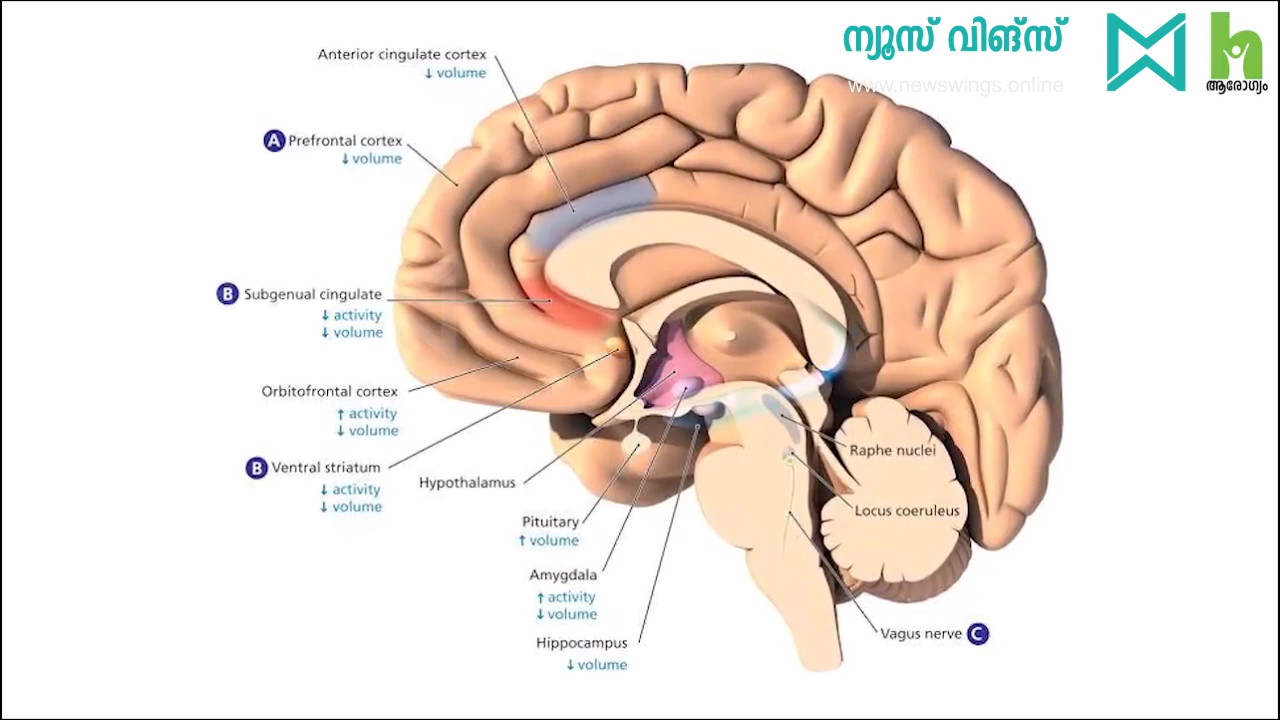 ന്യൂസ് വിങ്സ്
www.newswings.online
h
ആരോഗ്യം
Anterior cingulate cortex
↓ volume
A Prefrontal cortex
↓ volume
B Subgenual cingulate
↓ activity
↓ volume
Orbitofrontal cortex
↑ activity
↓ volume
B Ventral striatum
↓ activity
↓ volume
Hypothalamus
Pituitary
↑ volume
Amygdala
↑ activity
↓ volume
Hippocampus
↓ volume
Raphe nuclei
Locus coeruleus
Vagus nerve C